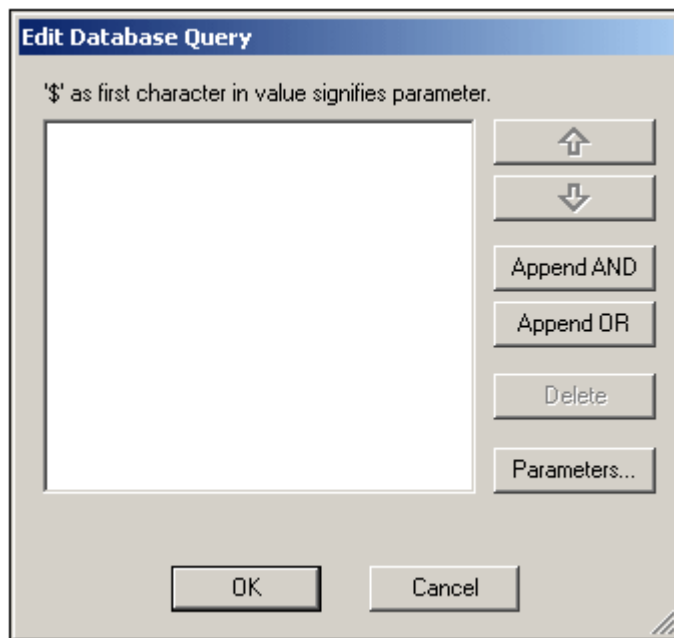 Edit Database Query
'$' as first character in value signifies parameter.
Append AND
Append OR
Delete
Parameters...
OK
Cancel